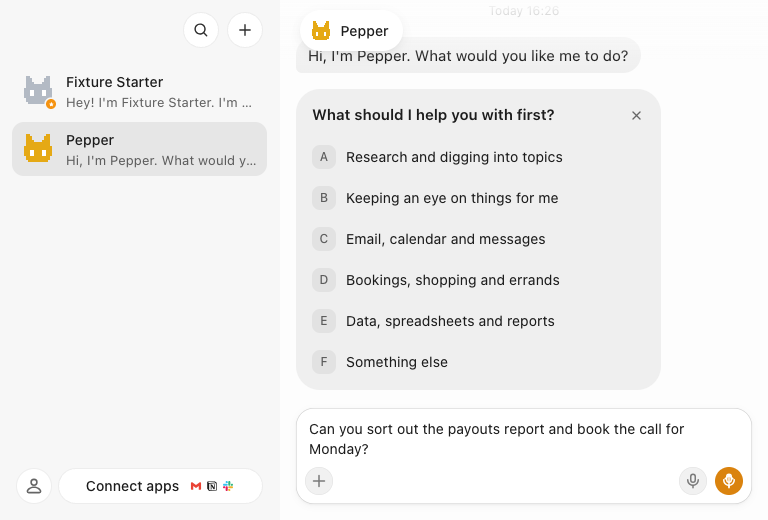 Today 16:26
Pepper
Hi, I'm Pepper. What would you like me to do?
Fixture Starter
Hey! I'm Fixture Starter. I'm ...
Pepper
Hi, I'm Pepper. What would y...
What should I help you with first?
A Research and digging into topics
B Keeping an eye on things for me
C Email, calendar and messages
D Bookings, shopping and errands
E Data, spreadsheets and reports
F Something else
Can you sort out the payouts report and book the call for
Monday?
Connect apps